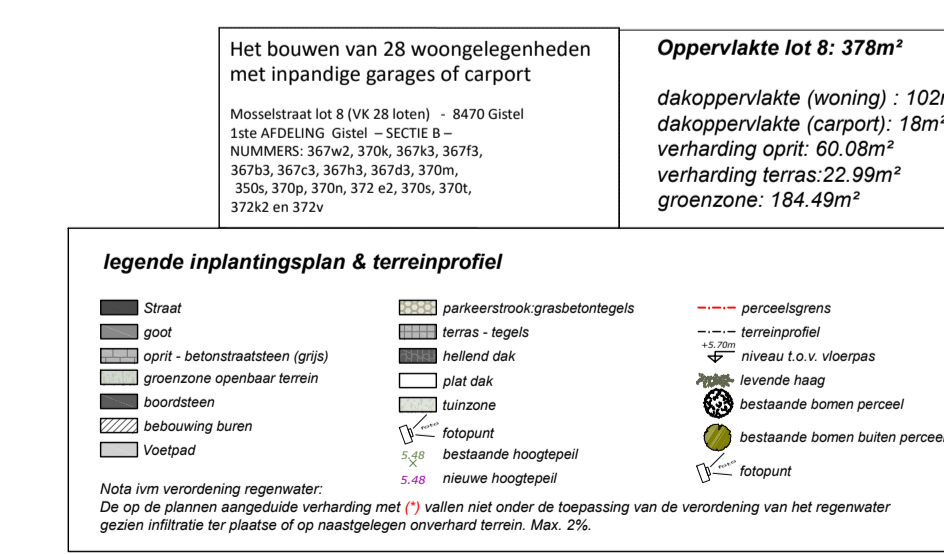 Het bouwen van 28 woongelegenheden
met inpandige garages of carport
Mosselstraat lot 8 (VK 28 loten) - 8470 Gistel
1ste AFDELING Gistel – SECTIE B –
NUMMERS: 367w2, 370k, 367k3, 367f3,
367b3, 367c3, 367h3, 367d3, 370m,
350s, 370p, 370n, 372 e2, 370s, 370t,
372k2 en 372v
Oppervlakte lot 8: 378m²
dakoppervlakte (woning) : 102
dakoppervlakte (carport): 18m²
verharding oprit: 60.08m²
verharding terras:22.99m²
groenzone: 184.49m²
legende inplantingsplan & terreinprofiel
Straat
goot
oprit - betonstraatsteen (grijs)
groenzone openbaar terrein
boordsteen
bebouwing buren
Voetpad
parkeerstrook:grasbetontegels
terras - tegels
hellend dak
plat dak
tuinzone
foto
fotopunt
5.48 bestaande hoogtepeil
5.48 nieuwe hoogtepeil
perceelsgrens
terreinprofiel
+5.70m
niveau t.o.v. vloerpas
levende haag
bestaande bomen perceel
bestaande bomen buiten perceel
foto
fotopunt
Nota ivm verordening regenwater:
De op de plannen aangeduide verharding met (*) vallen niet onder de toepassing van de verordening van het regenwater
gezien infiltratie ter plaatse of op naastgelegen onverhard terrein. Max. 2%.